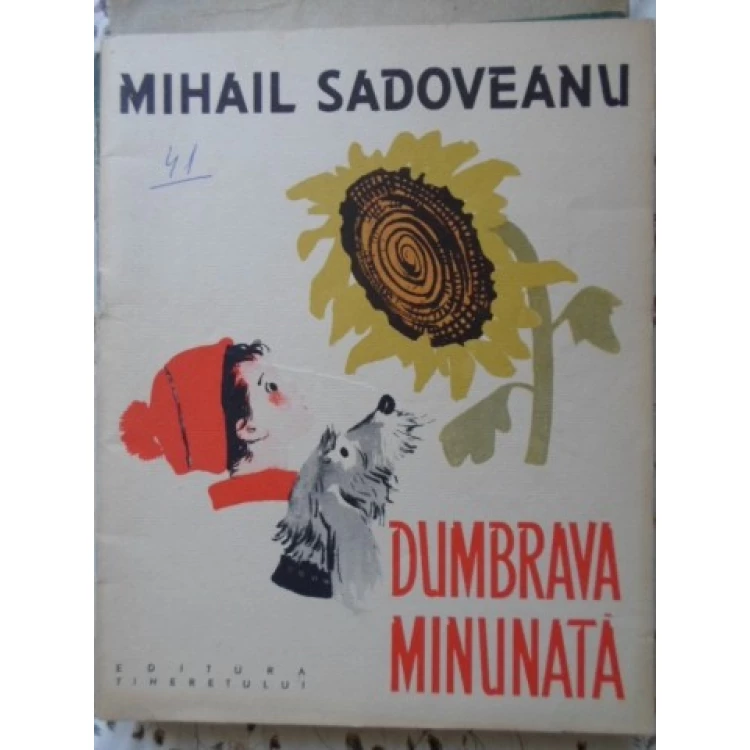 MIHAIL SADOVEANU
41
DUMBRAVA
MINUNATĂ
EDITURA
TINERETULUI